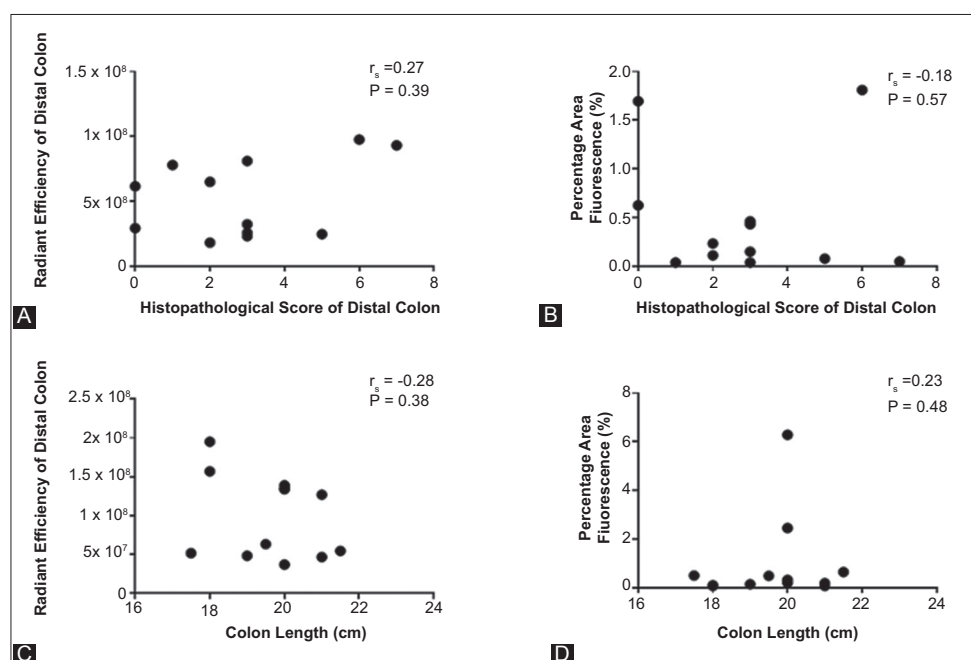 Radiant Efficiency of Distal Colon
1.5 x 10⁸
1x 10⁸
5x 10⁸
0
r_s =0.27
P = 0.39
0 2 4 6 8
Histopathological Score of Distal Colon
A
Percentage Area
Fiuorescence (%)
2.0
1.5
1.0
0.5
0.0
r_s = -0.18
P = 0.57
0 2 4 6 8
Histopathological Score of Distal Colon
B
Radiant Efficiency of Distal Colon
2.5 x 10⁸
2x 10⁸
1.5 x 10⁸
1 x 10⁸
5 x 10⁷
0
r_s = -0.28
P = 0.38
16 18 20 22 24
Colon Length (cm)
C
Percentage Area
Fiuorescence (%)
8
6
4
2
0
r_s =0.23
P = 0.48
16 18 20 22 24
Colon Length (cm)
D